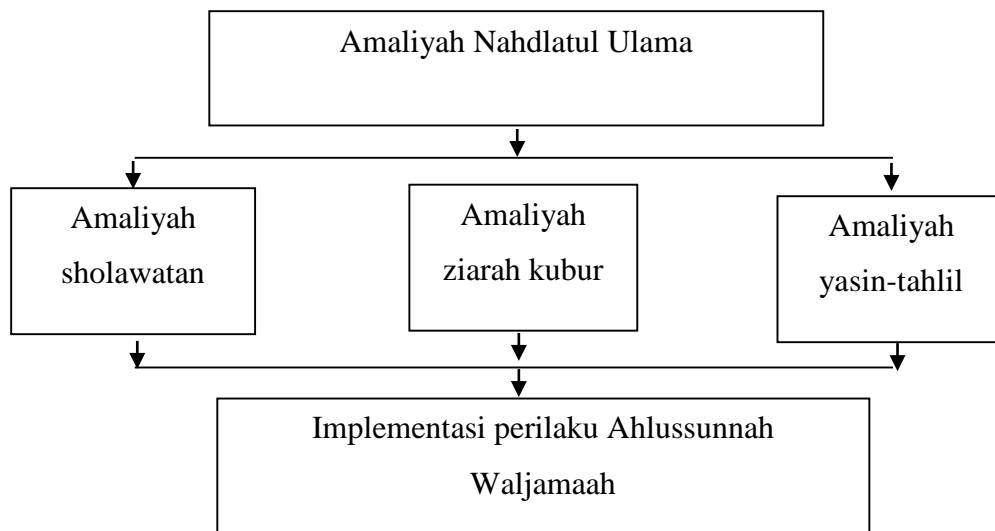 Amaliyah Nahdlatul Ulama
Amaliyah
sholawatan
Amaliyah
ziarah kubur
Amaliyah
yasin-tahlil
Implementasi perilaku Ahlussunnah
Waljamaah